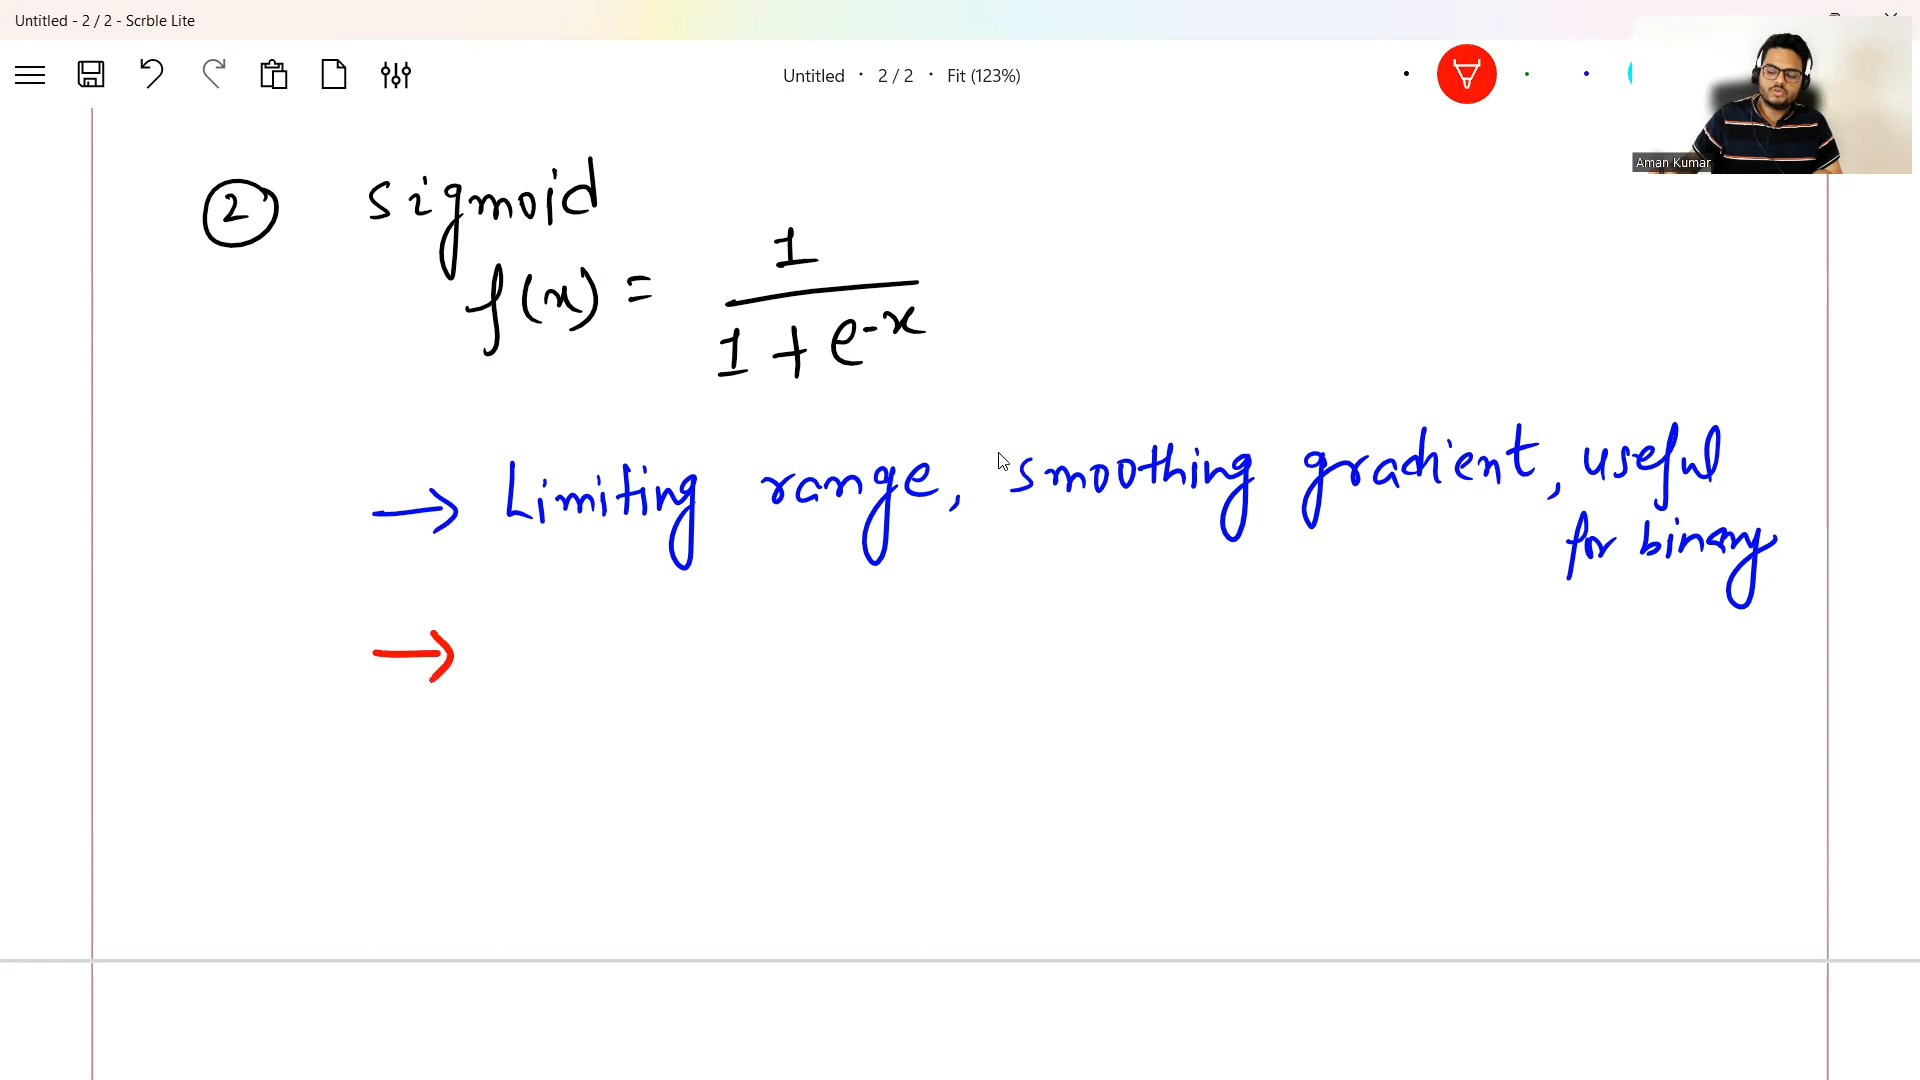 Untitled - 2 / 2 - Scrble Lite
Untitled • 2 / 2 • Fit (123%)
Aman Kumar
2 sigmoid
f(x) = 1 / 1 + e^-x
→ Limiting range, smoothing gradient, useful
for binary
→